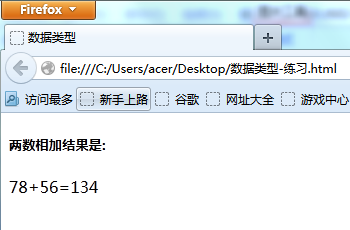 Firefox
数据类型
file:///C:/Users/acer/Desktop/数据类型-练习.html
访问最多 新手上路 谷歌 网址大全 游戏中心
两数相加结果是:
78+56=134